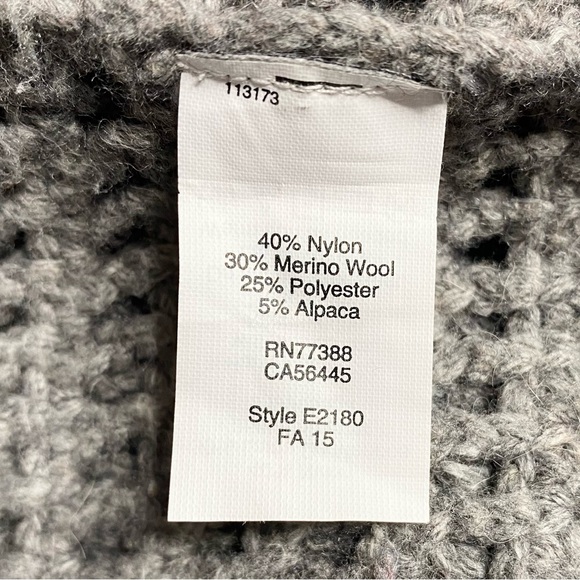 113173
40% Nylon
30% Merino Wool
25% Polyester
5% Alpaca
RN77388
CA56445
Style E2180
FA 15